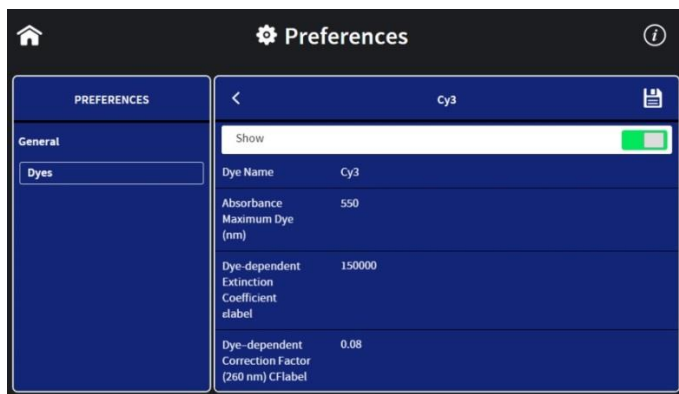 Preferences
PREFERENCES
Cy3
General
Show
Dyes
Dye Name Cy3
Absorbance 550
Maximum Dye
(nm)
Dye-dependent 150000
Extinction
Coefficient
εlabel
Dye–dependent 0.08
Correction Factor
(260 nm) CFlabel